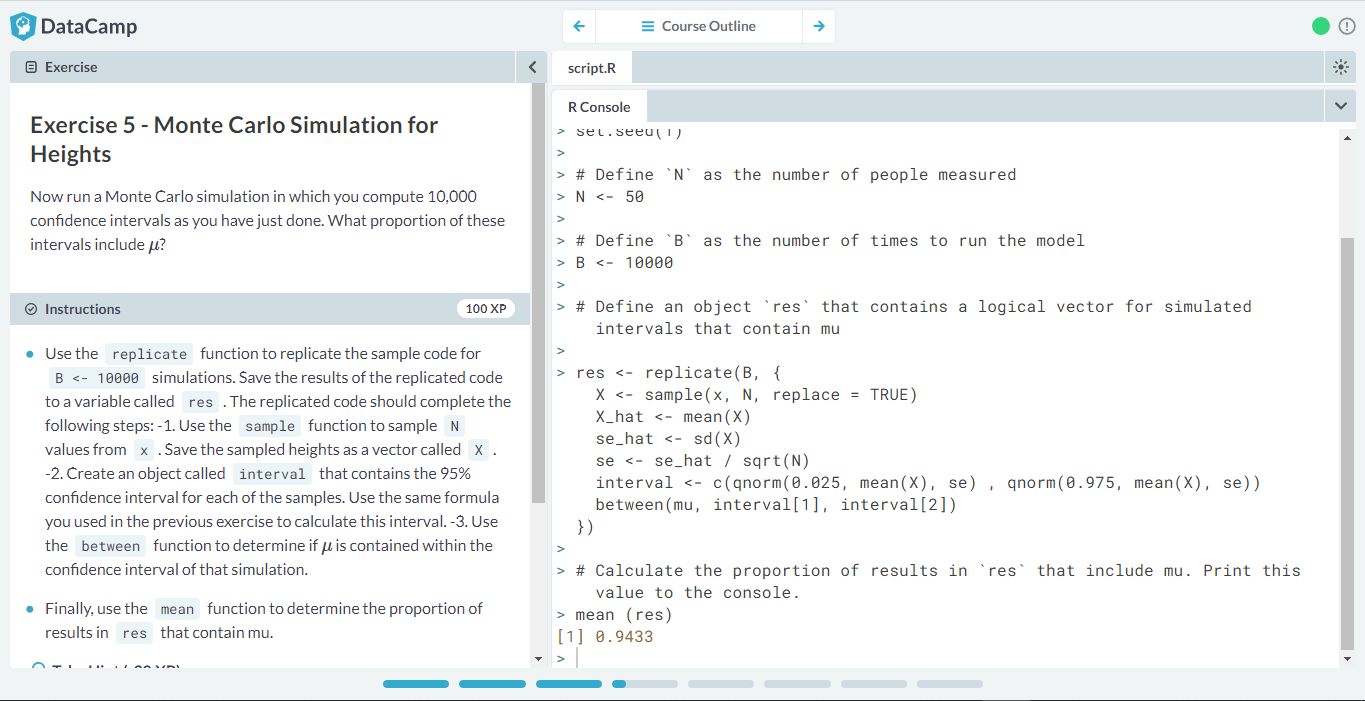 DataCamp
Course Outline
Exercise
Exercise 5 - Monte Carlo Simulation for
Heights
Now run a Monte Carlo simulation in which you compute 10,000
confidence intervals as you have just done. What proportion of these
intervals include μ?
Instructions
100 XP
Use the replicate function to replicate the sample code for
B <- 10000 simulations. Save the results of the replicated code
to a variable called res . The replicated code should complete the
following steps: -1. Use the sample function to sample N
values from x . Save the sampled heights as a vector called X .
-2. Create an object called interval that contains the 95%
confidence interval for each of the samples. Use the same formula
you used in the previous exercise to calculate this interval. -3. Use
the between function to determine if μ is contained within the
confidence interval of that simulation.
Finally, use the mean function to determine the proportion of
results in res that contain mu.
script.R
R Console
> set.seed(1)
>
> # Define `N` as the number of people measured
> N <- 50
>
> # Define `B` as the number of times to run the model
> B <- 10000
>
> # Define an object `res` that contains a logical vector for simulated
intervals that contain mu
>
> res <- replicate(B, {
X <- sample(x, N, replace = TRUE)
X_hat <- mean(X)
se_hat <- sd(X)
se <- se_hat / sqrt(N)
interval <- c(qnorm(0.025, mean(X), se) , qnorm(0.975, mean(X), se))
between(mu, interval[1], interval[2])
})
>
> # Calculate the proportion of results in `res` that include mu. Print this
value to the console.
> mean (res)
[1] 0.9433
>